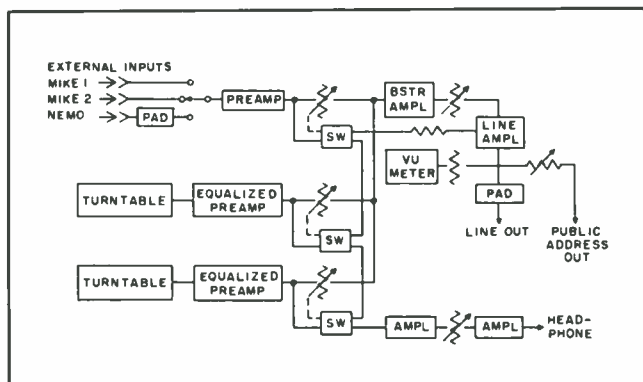 EXTERNAL INPUTS
MIKE 1
MIKE 2
NEMO
PAD
PREAMP
SW
BSTR
AMPL
LINE
AMPL
VU
METER
PAD
LINE OUT
PUBLIC
ADDRESS
OUT
TURNTABLE
EQUALIZED
PREAMP
SW
TURNTABLE
EQUALIZED
PREAMP
SW
AMPL
AMPL
HEAD-
PHONE